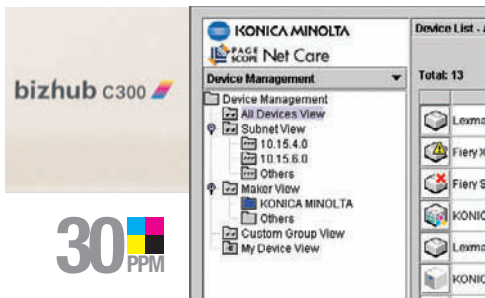 bizhub C300
30
PPM
KONICA MINOLTA
PAGE
SCOPE Net Care
Device Management
Device Management
All Devices View
Subnet View
10.15.4.0
10.15.6.0
Others
Maker View
KONICA MINOLTA
Others
Custom Group View
My Device View
Device List -
Total: 13
Fiery
Fiery